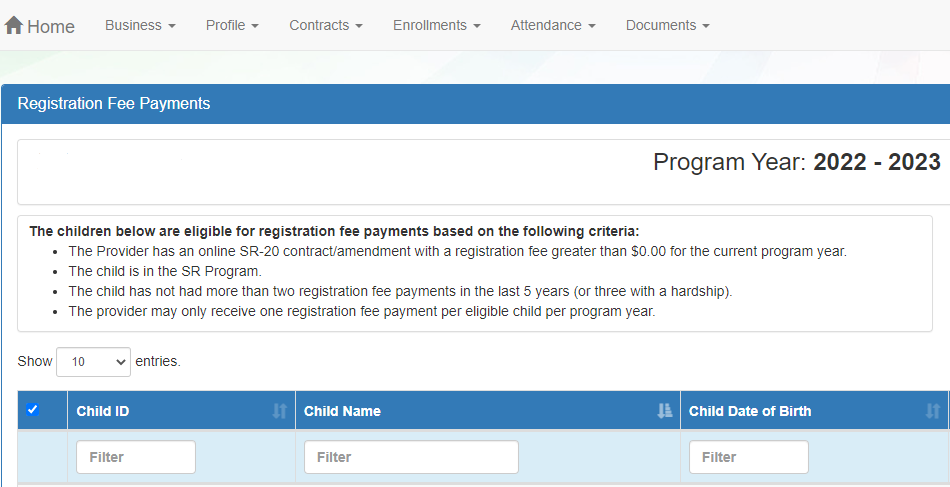 Home Business Profile Contracts Enrollments Attendance Documents
Registration Fee Payments
Program Year: 2022 - 2023
The children below are eligible for registration fee payments based on the following criteria:
• The Provider has an online SR-20 contract/amendment with a registration fee greater than $0.00 for the current program year.
• The child is in the SR Program.
• The child has not had more than two registration fee payments in the last 5 years (or three with a hardship).
• The provider may only receive one registration fee payment per eligible child per program year.
Show 10 entries.
Child ID Child Name Child Date of Birth
Filter Filter Filter